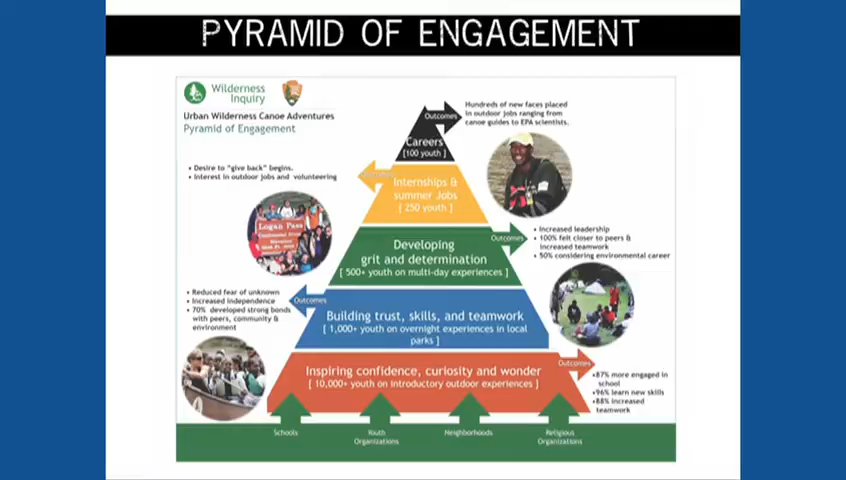 PYRAMID OF ENGAGEMENT
Wilderness
Inquiry
Urban Wilderness Canoe Adventures
Pyramid of Engagement
Outcomes
Hundreds of new faces placed
in outdoor jobs ranging from
canoe guides to EPA scientists.
Careers
[100 youth]
• Desire to "give back" begins.
• Interest in outdoor jobs and volunteering
Outcomes
Internships &
summer Jobs
[ 250 youth ]
Logan Pass
Developing
grit and determination
[ 500+ youth on multi-day experiences ]
Outcomes
• Increased leadership
• 100% felt closer to peers &
increased teamwork
• 50% considering environmental career
• Reduced fear of unknown
• Increased independence
• 70% developed strong bonds
with peers, community &
environment
Outcomes
Building trust, skills, and teamwork
[ 1,000+ youth on overnight experiences in local
parks ]
Inspiring confidence, curiosity and wonder
[ 10,000+ youth on introductory outdoor experiences ]
Outcomes
•87% more engaged in
school
•96% learn new skills
•88% increased
teamwork
Schools
Youth
Organizations
Neighborhoods
Religious
Organizations